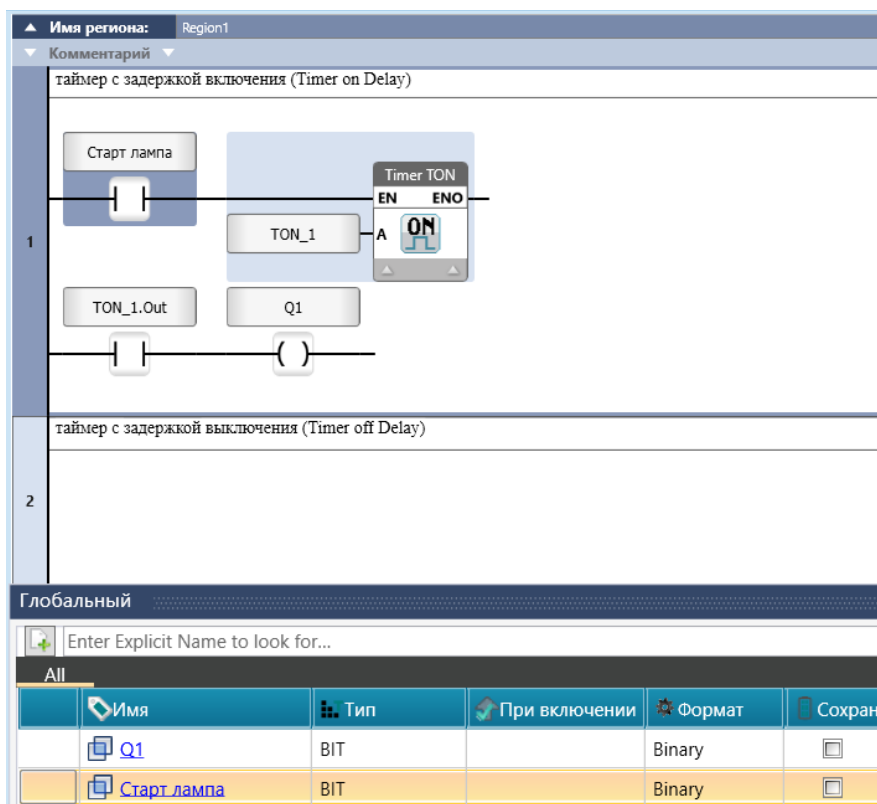 Имя региона: Region1
Комментарий
таймер с задержкой включения (Timer on Delay)
Старт лампа
Timer TON
EN ENO
1
TON_1
A ON
TON_1.Out Q1
таймер с задержкой выключения (Timer off Delay)
2
Глобальный
Enter Explicit Name to look for...
All
Имя Тип При включении Формат Сохран
Q1 BIT Binary
Старт лампа BIT Binary